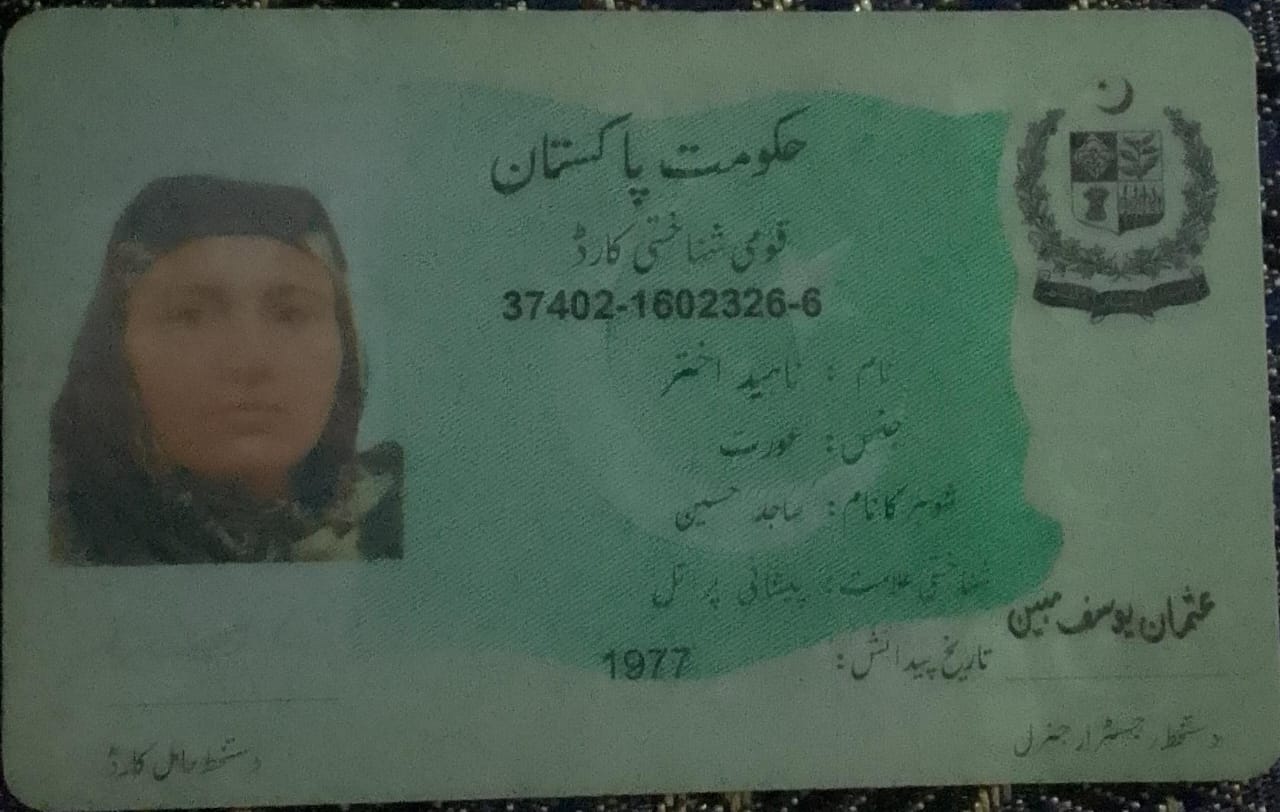 حکومت پاکستان
قومی شناختی کارڈ
37402-1602326-6
نام : ناہید اختر
جنس: عورت
شوہر کا نام: ساجد حسین
شناختی علامت: پیشانی پر تل
تاریخ پیدائش: 1977
عثمان یوسف مبین
دستخط رجسٹرار جنرل
دستخط حامل کارڈ